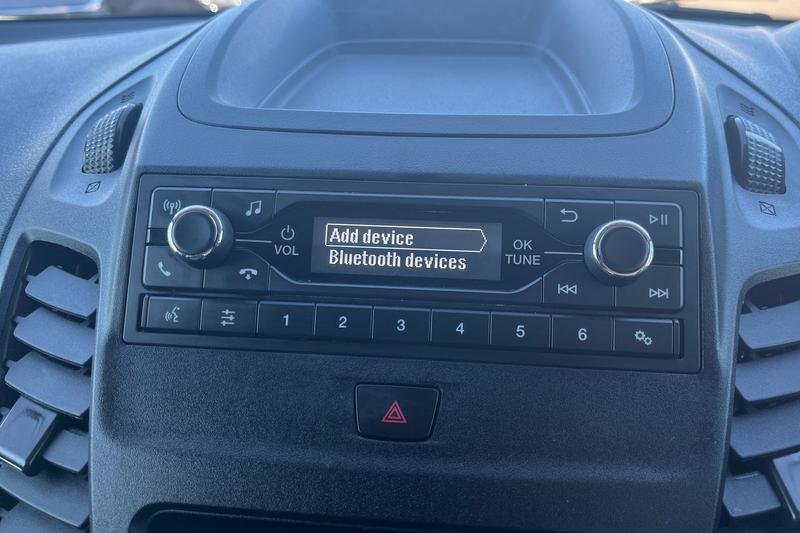 Add device
Bluetooth devices
VOL
OK
TUNE
1 2 3 4 5 6